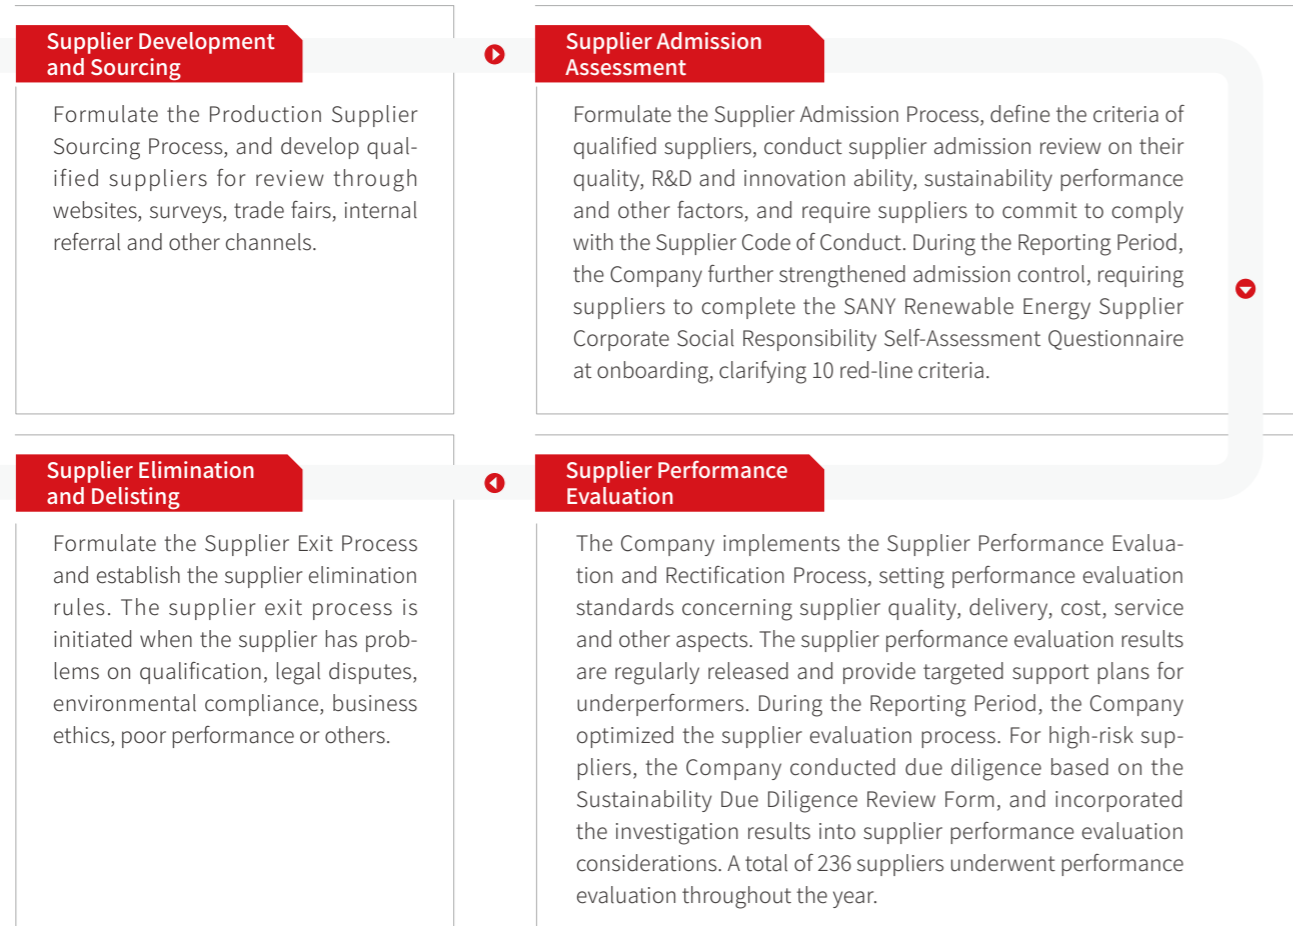 Supplier Development
and Sourcing
Formulate the Production Supplier
Sourcing Process, and develop qual-
ified suppliers for review through
websites, surveys, trade fairs, internal
referral and other channels.
Supplier Admission
Assessment
Formulate the Supplier Admission Process, define the criteria of
qualified suppliers, conduct supplier admission review on their
quality, R&D and innovation ability, sustainability performance
and other factors, and require suppliers to commit to comply
with the Supplier Code of Conduct. During the Reporting Period,
the Company further strengthened admission control, requiring
suppliers to complete the SANY Renewable Energy Supplier
Corporate Social Responsibility Self-Assessment Questionnaire
at onboarding, clarifying 10 red-line criteria.
Supplier Performance
Evaluation
The Company implements the Supplier Performance Evalua-
tion and Rectification Process, setting performance evaluation
standards concerning supplier quality, delivery, cost, service
and other aspects. The supplier performance evaluation results
are regularly released and provide targeted support plans for
underperformers. During the Reporting Period, the Company
optimized the supplier evaluation process. For high-risk sup-
pliers, the Company conducted due diligence based on the
Sustainability Due Diligence Review Form, and incorporated
the investigation results into supplier performance evaluation
considerations. A total of 236 suppliers underwent performance
evaluation throughout the year.
Supplier Elimination
and Delisting
Formulate the Supplier Exit Process
and establish the supplier elimination
rules. The supplier exit process is
initiated when the supplier has prob-
lems on qualification, legal disputes,
environmental compliance, business
ethics, poor performance or others.